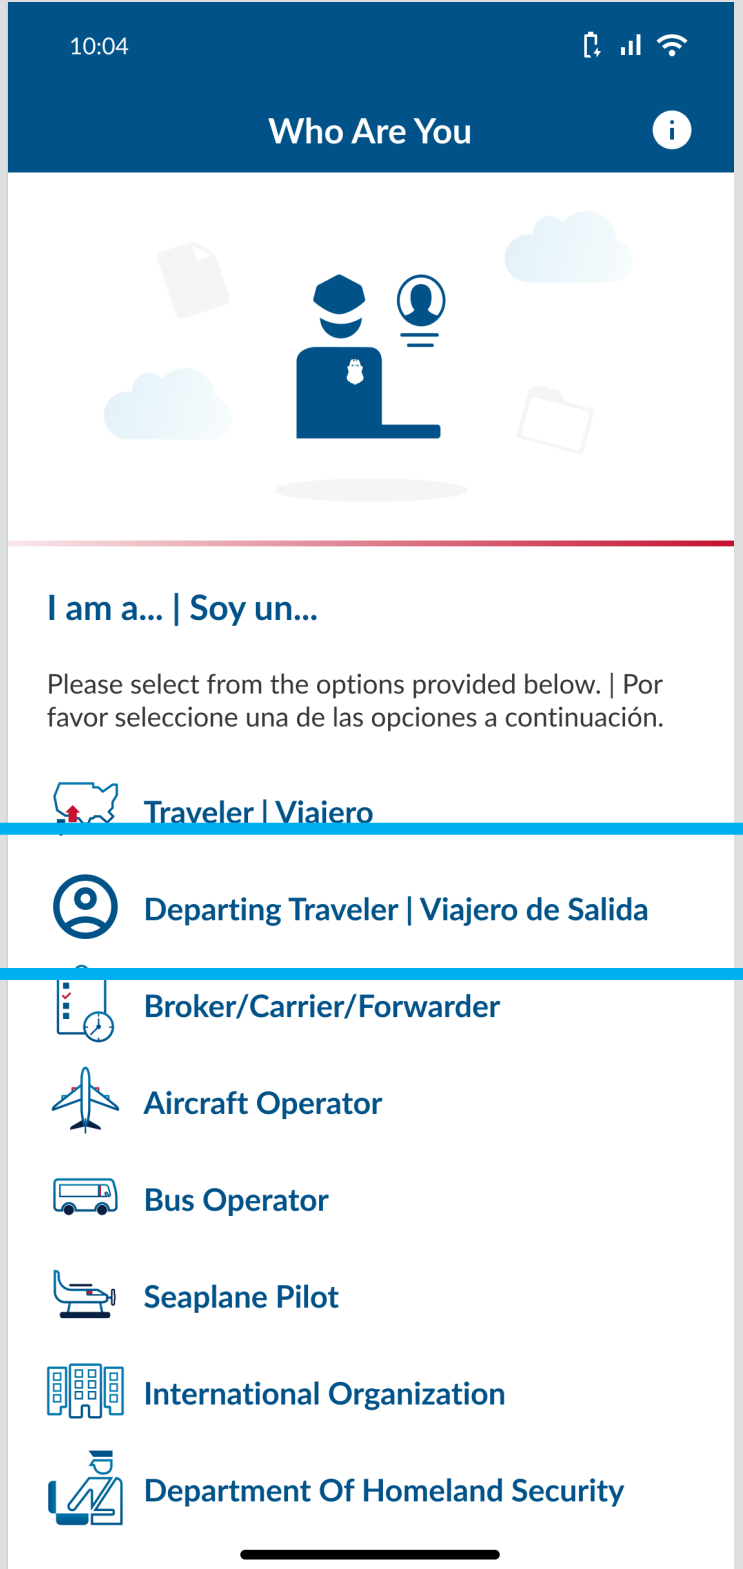 10:04
Who Are You
I am a... | Soy un...
Please select from the options provided below. | Por
favor seleccione una de las opciones a continuación.
Traveler | Viajero
Departing Traveler | Viajero de Salida
Broker/Carrier/Forwarder
Aircraft Operator
Bus Operator
Seaplane Pilot
International Organization
Department Of Homeland Security